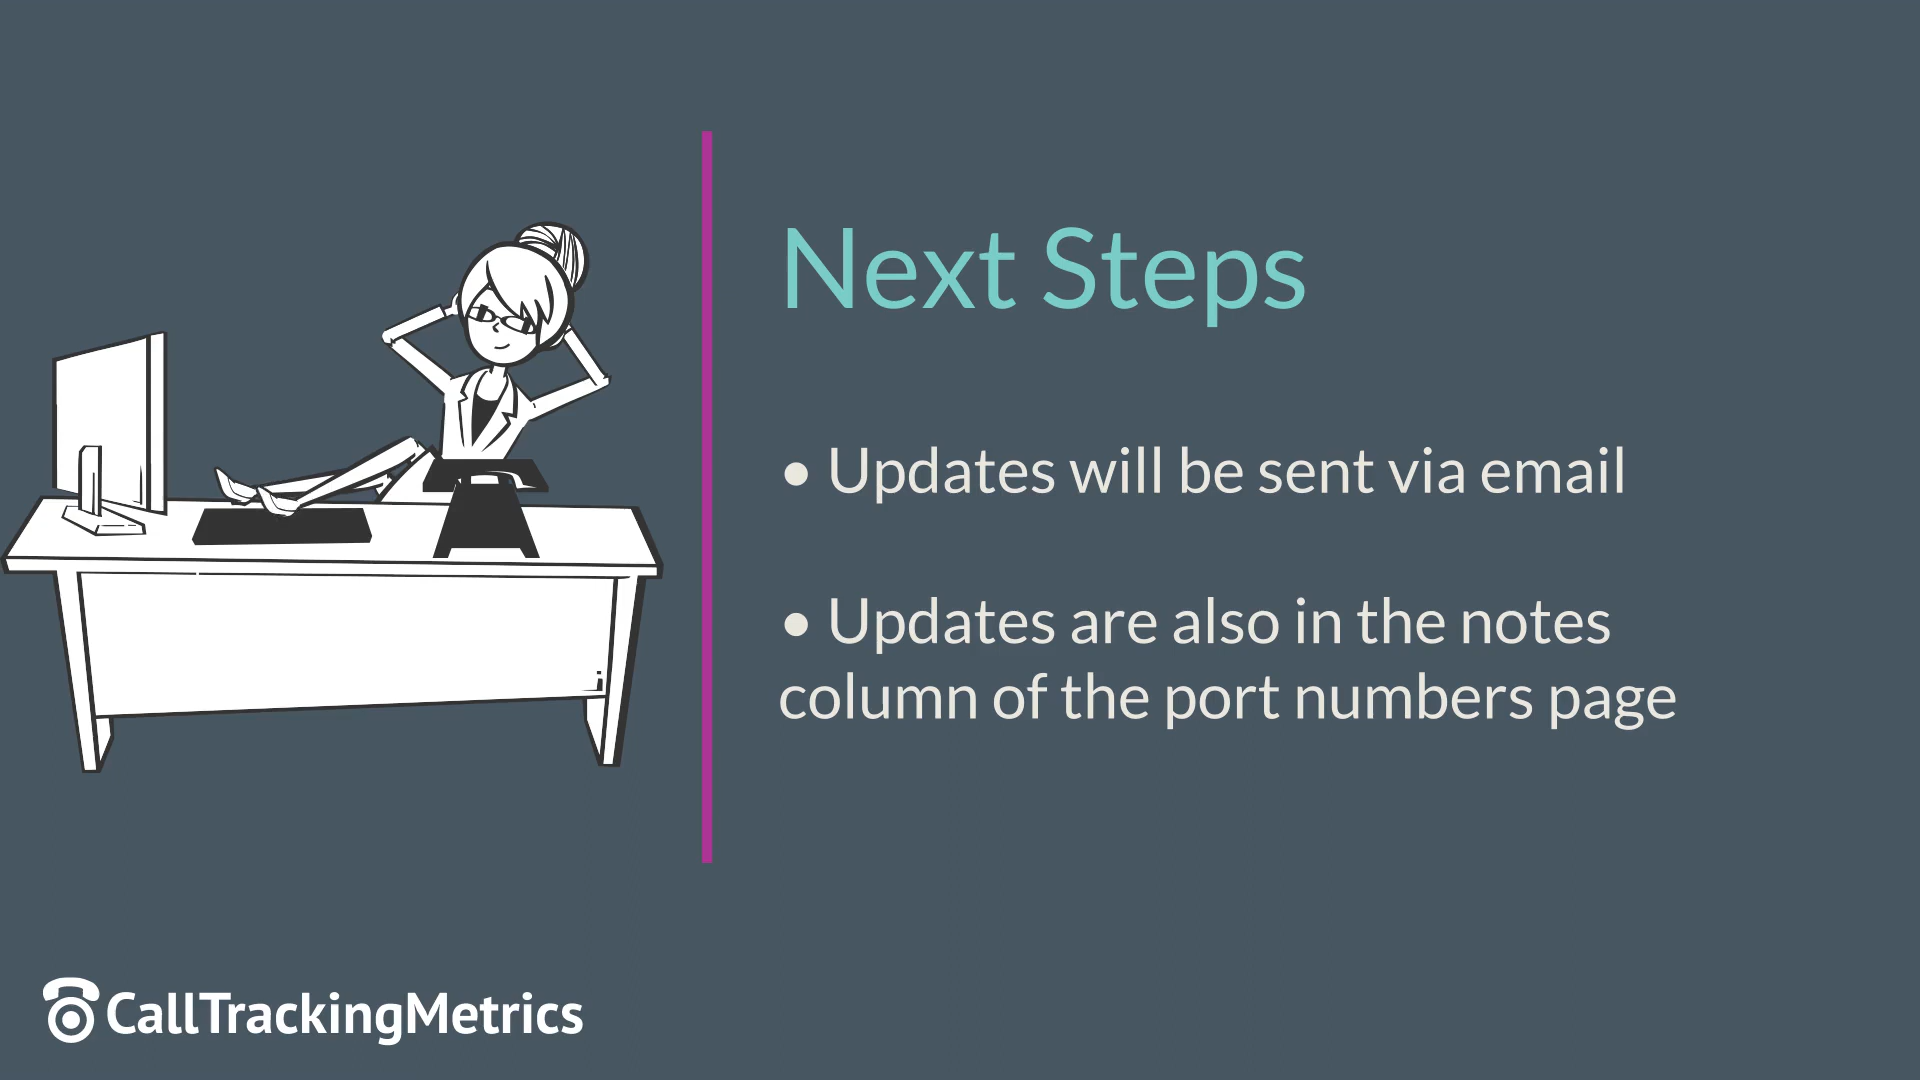 Next Steps
• Updates will be sent via email
• Updates are also in the notes
column of the port numbers page
CallTrackingMetrics